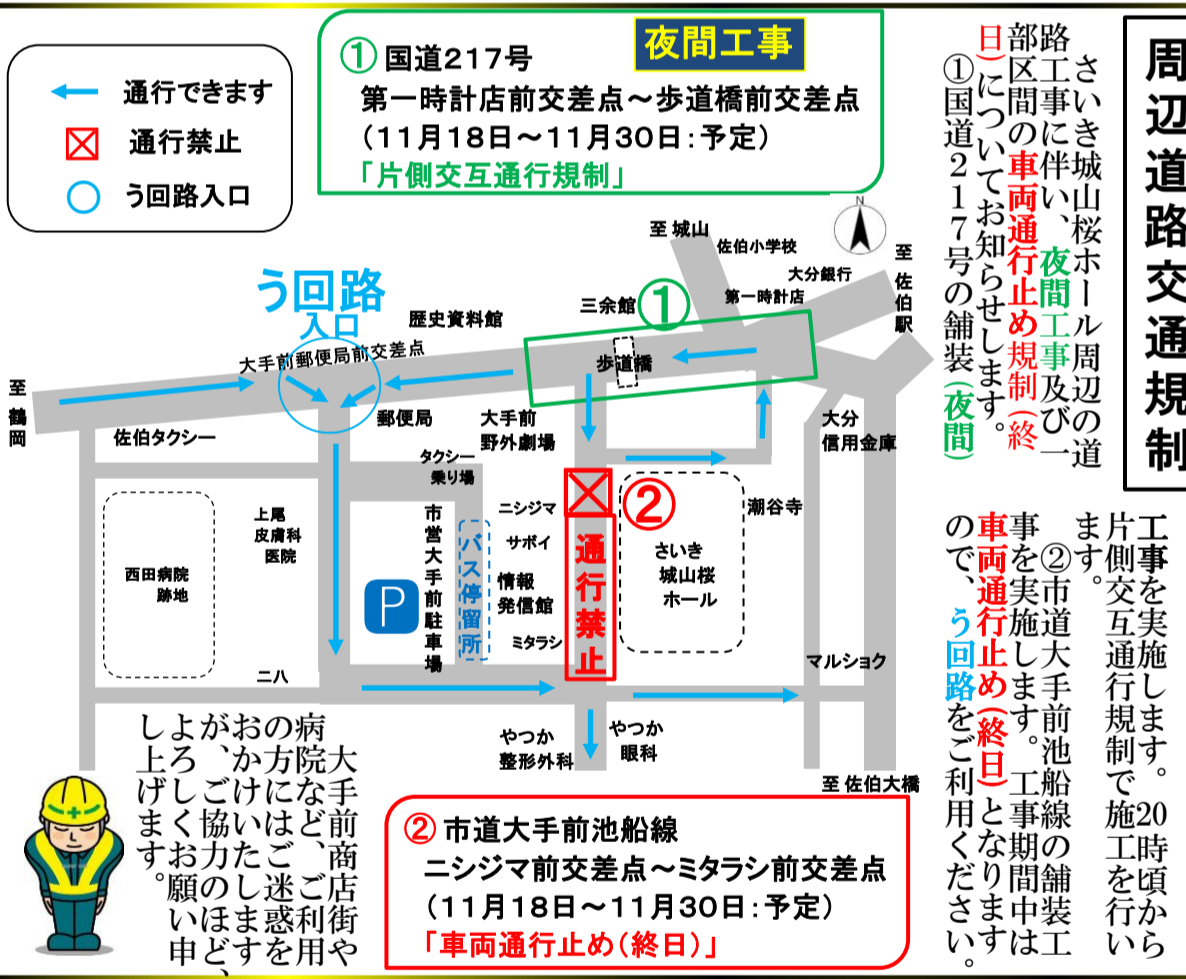 周辺道路交通規制
さいき城山桜ホール周辺の道
路工事に伴い、夜間工事及び一
部区間の車両通行止め規制(終
日)についてお知らせします。
①国道217号の舗装(夜間)
工事を実施します。20時頃から
片側交互通行規制で施工を行い
ます。
②市道大手前池船線の舗装工
事を実施します。工事期間中は
車両通行止め(終日)となります
ので、う回路をご利用ください。
夜間工事
①国道217号
第一時計店前交差点～歩道橋前交差点
(11月18日～11月30日:予定)
「片側交互通行規制」
通行できます
通行禁止
う回路入口
N
至 城山
佐伯小学校
大分銀行
第一時計店
至 佐伯駅
三余館
①
歩道橋
う回路
入口
歴史資料館
大手前郵便局前交差点
至 鶴岡
佐伯タクシー
郵便局
大手前
野外劇場
大分
信用金庫
タクシー
乗り場
ニシジマ
②
潮谷寺
上尾
皮膚科
医院
西田病院
跡地
P
市営大手前駐車場
バス停留所
サボイ
情報
発信館
ミタラシ
通行禁止
さいき
城山桜
ホール
マルショク
二八
やつか
整形外科
やつか
眼科
至 佐伯大橋
②市道大手前池船線
ニシジマ前交差点～ミタラシ前交差点
(11月18日～11月30日:予定)
「車両通行止め(終日)」
大手前商店街や
病院など、ご利用
の方にはご迷惑を
おかけいたします
が、ご協力のほど、
よろしくお願い申
し上げます。